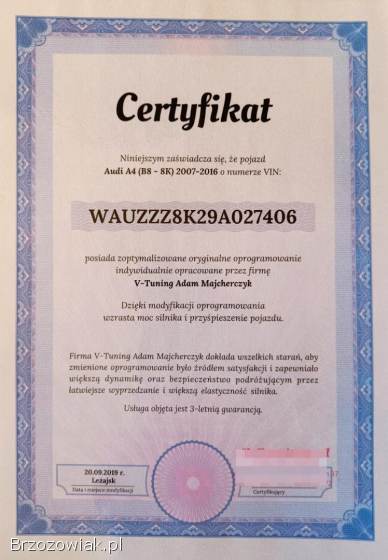 Certyfikat
Niniejszym zaświadcza się, że pojazd
Audi A4 (B8 - 8K) 2007-2016 o numerze VIN:
WAUZZZ8K29A027406
posiada zoptymalizowane oryginalne oprogramowanie
indywidualnie opracowane przez firmę
V-Tuning Adam Majcherczyk
Dzięki modyfikacji oprogramowania
wzrasta moc silnika i przyśpieszenie pojazdu.
Firma V-Tuning Adam Majcherczyk dokłada wszelkich starań, aby
zmienione oprogramowanie było źródłem satysfakcji i zapewniało
większą dynamikę oraz bezpieczeństwo podróżującym przez
łatwiejsze wyprzedzanie i większą elastyczność silnika.
Usługa objęta jest 3-letnią gwarancją.
20.09.2019 r.
Leżajsk
Data i miejsce modyfikacji
Certyfikujący
Brzozowiak.pl